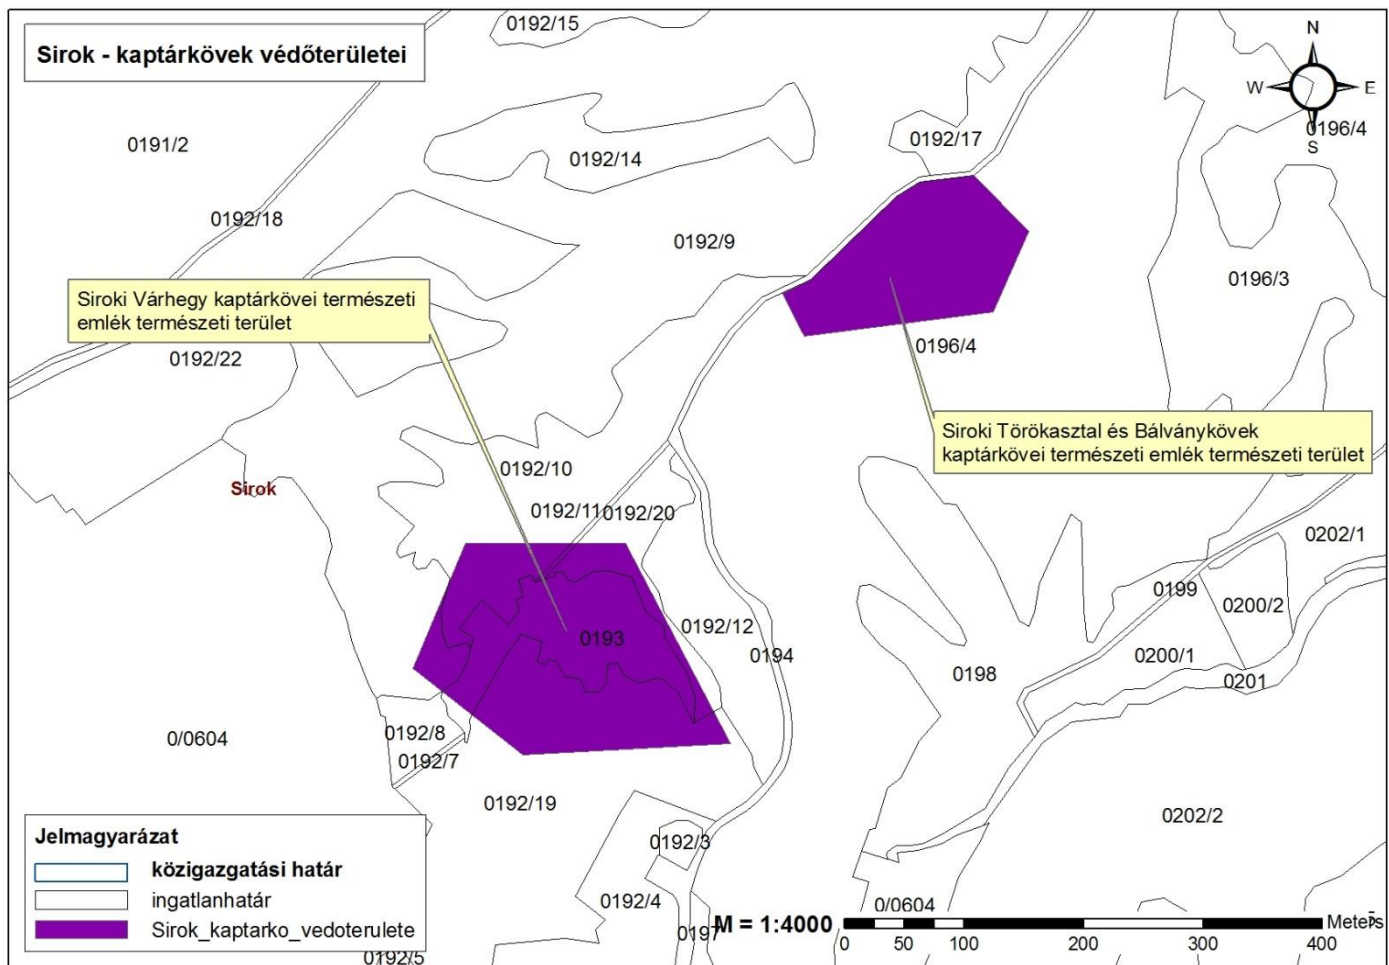 0192/15
Sirok - kaptárkövek védőterületei
N
W
E
S
0196/4
0191/2
0192/14
0192/17
0192/18
0192/9
0196/3
Siroki Várhegy kaptárkövei természeti
emlék természeti terület
0192/22
0196/4
Siroki Törökasztal és Bálványkövek
kaptárkövei természeti emlék természeti terület
0192/10
Sirok
0192/11
0192/20
0202/1
0199
0200/2
0193
0192/12
0194
0200/1
0198
0201
0/0604
0192/8
0192/7
0192/19
0202/2
0192/3
Jelmagyarázat
közigazgatási határ
ingatlanhatár
Sirok_kaptarko_vedoterulete
0192/4
0/0604
0197
M = 1:4000
Meters
0 50 100 200 300 400
0192/5